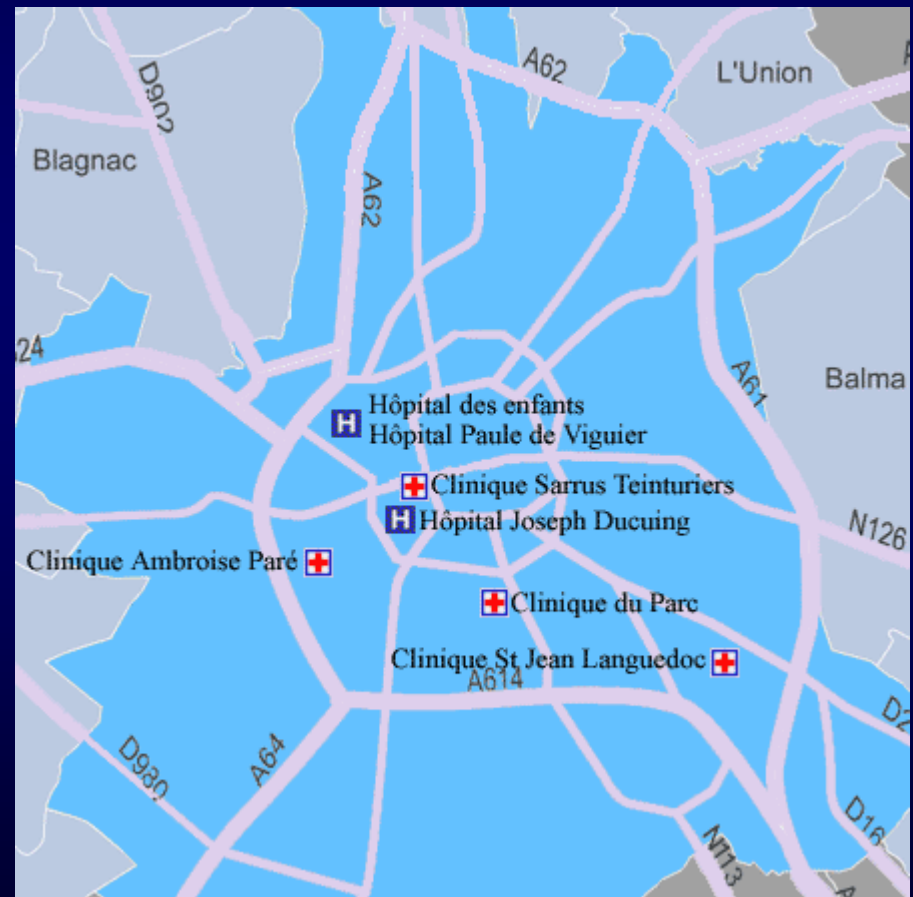 A62
L'Union
D902
Blagnac
A62
A61
Balma
Hôpital des enfants
H
Hôpital Paule de Viguier
Clinique Sarrus Teinturiers
H Hôpital Joseph Ducuing
N126
Clinique Ambroise Paré
Clinique du Parc
Clinique St Jean Languedoc
A614
A64
D980
D16
N113